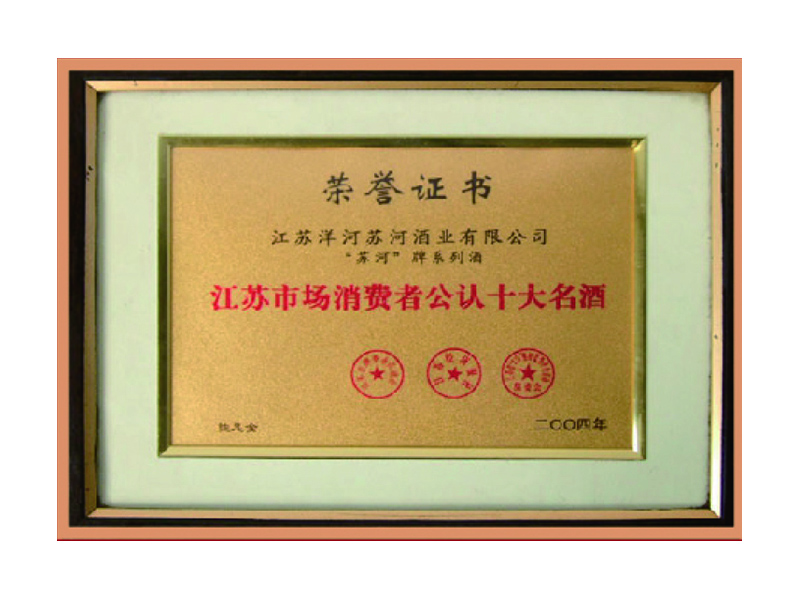 荣誉证书
江苏洋河苏河酒业有限公司
“苏河”牌系列酒
江苏市场消费者公认十大名酒
二〇〇四年